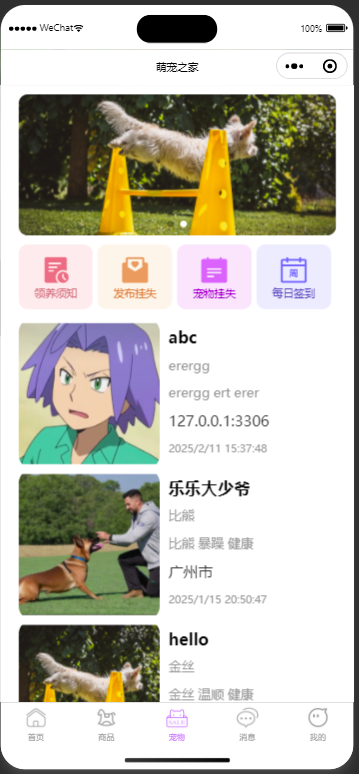 WeChat
100%
萌宠之家
领养须知
发布挂失
宠物挂失
周
每日签到
abc
erergg
erergg ert erer
127.0.0.1:3306
2025/2/11 15:37:48
乐乐大少爷
比熊
比熊 暴躁 健康
广州市
2025/1/15 20:50:47
hello
金丝
金丝 温顺 健康
首页
商品
SALE
宠物
消息
我的